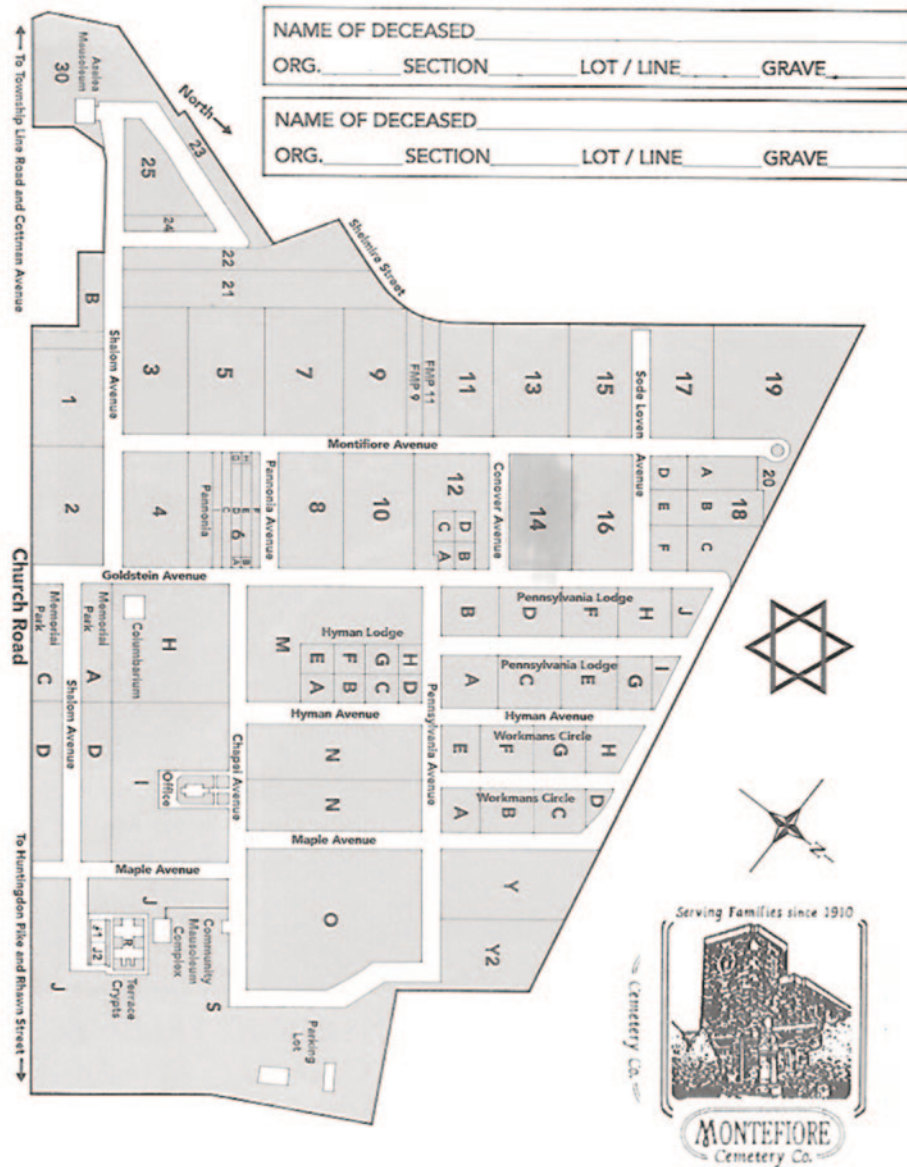 NAME OF DECEASED
ORG. SECTION LOT / LINE GRAVE
NAME OF DECEASED
ORG. SECTION LOT / LINE GRAVE
← To Township Line Road and Cottman Avenue
30
Azalea Mausoleum
North →
23
25
24
22
21
Shelmire Street
B
Shalom Avenue
1
3
5
7
9
FMP 9
FMP 11
11
13
15
Sode Loven Avenue
17
19
Montifiore Avenue
2
4
Pannonia
I
C
G
H
E
D
F
6
A
B
Pannonia Avenue
8
10
12
C
D
A
B
Conover Avenue
14
16
D
E
F
A
B
C
18
20
Goldstein Avenue
Church Road
Memorial Park
C
D
Shalom Avenue
Memorial Park
A
D
Columbarium
H
I
Office
Chapel Avenue
M
Hyman Lodge
E F G H
A B C D
Hyman Avenue
N
N
Pennsylvania Avenue
Pennsylvania Lodge
B D F H J
Pennsylvania Lodge
A C E G I
Hyman Avenue
Workmans Circle
E F G H
Workmans Circle
A B C D
Maple Avenue
Maple Avenue
O
Y
Y2
J
J
J2
R
Terrace Crypts
Community Mausoleum Complex
S
Parking Lot
To Huntingdon Pike and Rhawn Street →
N
Serving Families since 1910
Cemetery Co.
MONTEFIORE
Cemetery Co.